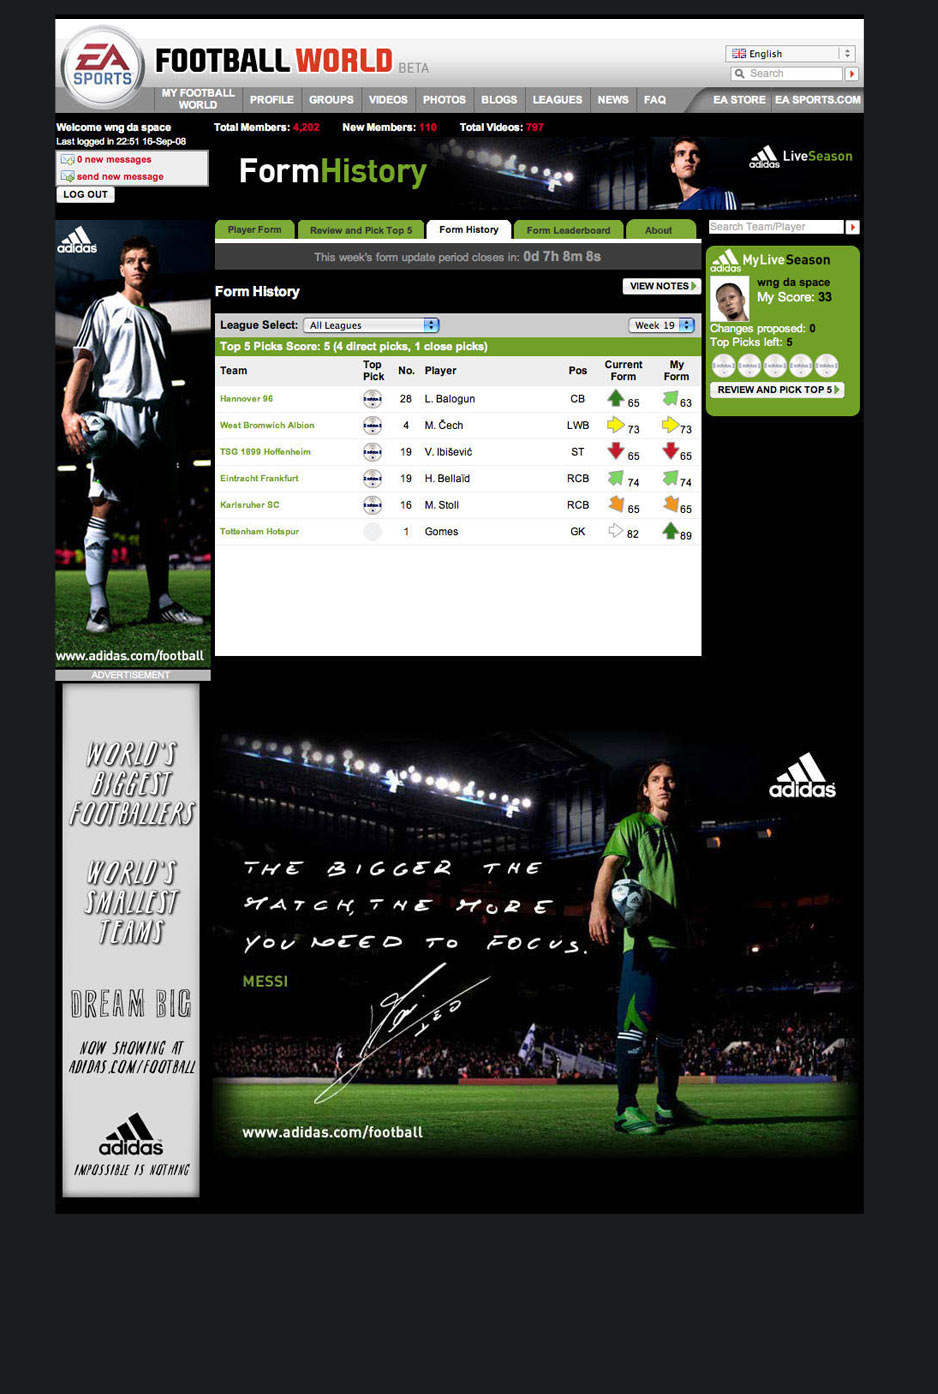 EA
SPORTS
FOOTBALL WORLD BETA
English
Search
MY FOOTBALL
WORLD
PROFILE
GROUPS
VIDEOS
PHOTOS
BLOGS
LEAGUES
NEWS
FAQ
EA STORE
EA SPORTS.COM
Welcome wng da space
Last logged in 22:51 16-Sep-08
Total Members: 4,202 New Members: 110 Total Videos: 797
0 new messages
send new message
LOG OUT
FormHistory
adidas LiveSeason
adidas
www.adidas.com/football
Player Form
Review and Pick Top 5
Form History
Form Leaderboard
About
This week's form update period closes in: 0d 7h 8m 8s
Form History
VIEW NOTES
League Select: All Leagues Week 19
Top 5 Picks Score: 5 (4 direct picks, 1 close picks)
Team Top Pick No. Player Pos Current Form My Form
Hannover 96 28 L. Balogun CB 65 63
West Bromwich Albion 4 M. Čech LWB 73 73
TSG 1899 Hoffenheim 19 V. Ibišević ST 65 65
Eintracht Frankfurt 19 H. Bellaïd RCB 74 74
Karlsruher SC 16 M. Stoll RCB 65 65
Tottenham Hotspur 1 Gomes GK 82 89
Search Team/Player
adidas MyLiveSeason
wng da space
My Score: 33
Changes proposed: 0
Top Picks left: 5
REVIEW AND PICK TOP 5
ADVERTISEMENT
WORLD'S
BIGGEST
FOOTBALLERS
WORLD'S
SMALLEST
TEAMS
DREAM BIG
NOW SHOWING AT
ADIDAS.COM/FOOTBALL
adidas
IMPOSSIBLE IS NOTHING
adidas
THE BIGGER THE
MATCH, THE MORE
YOU NEED TO FOCUS.
MESSI
www.adidas.com/football